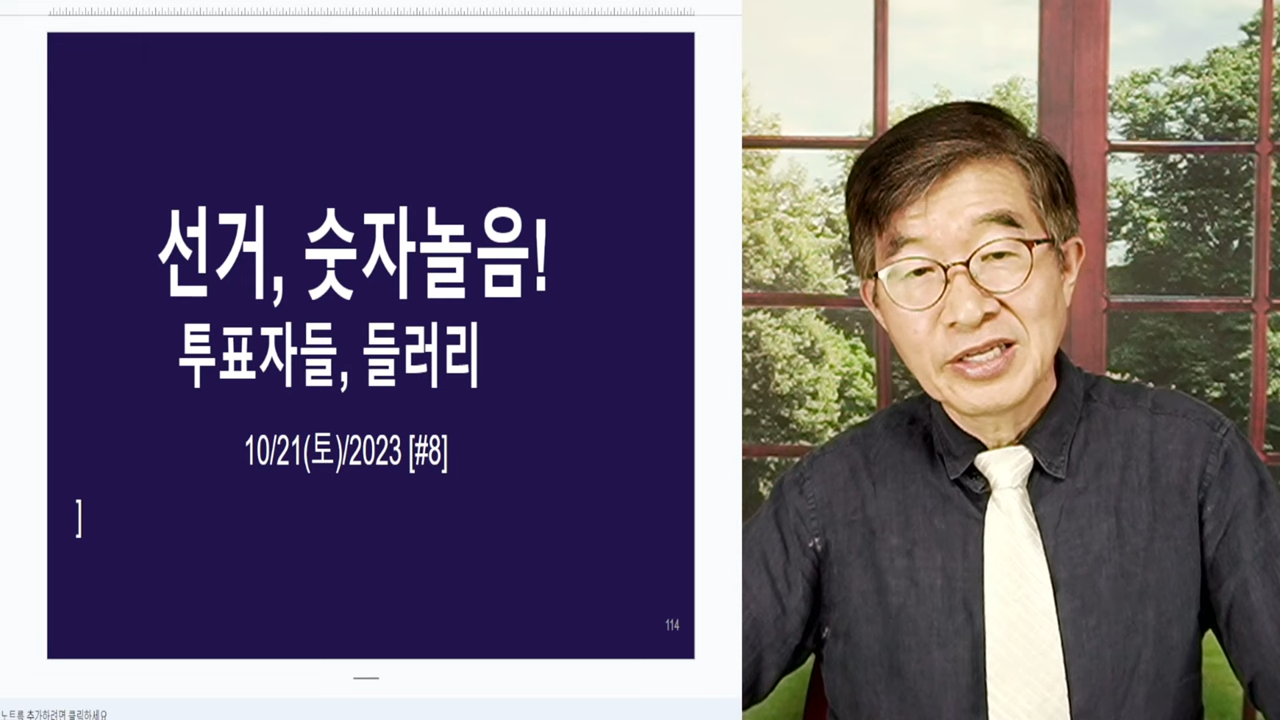 선거, 숫자놀음!
투표자들, 들러리
10/21(토)/2023 [#8]
]
114
노트를 추가하려면 클릭하세요